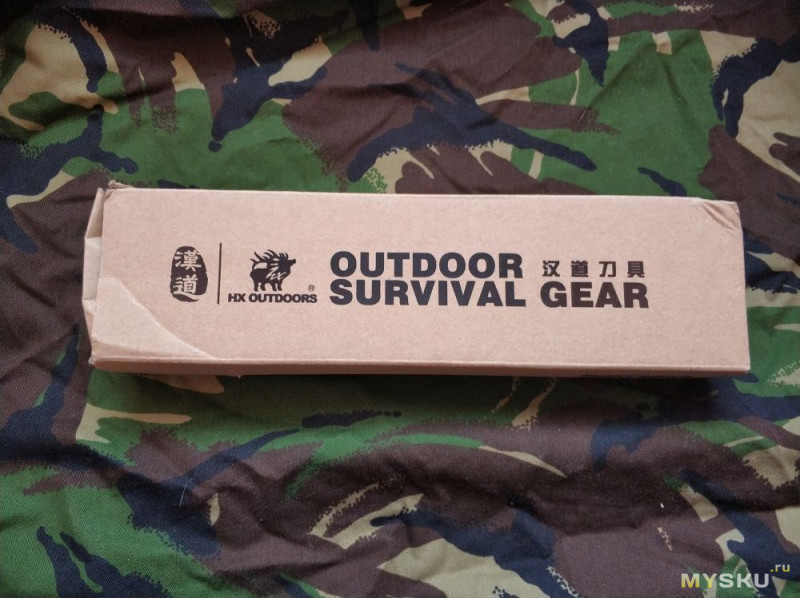 漢道
HX OUTDOORS ®
OUTDOOR 汉道刀具
SURVIVAL GEAR
MYSKU.ru